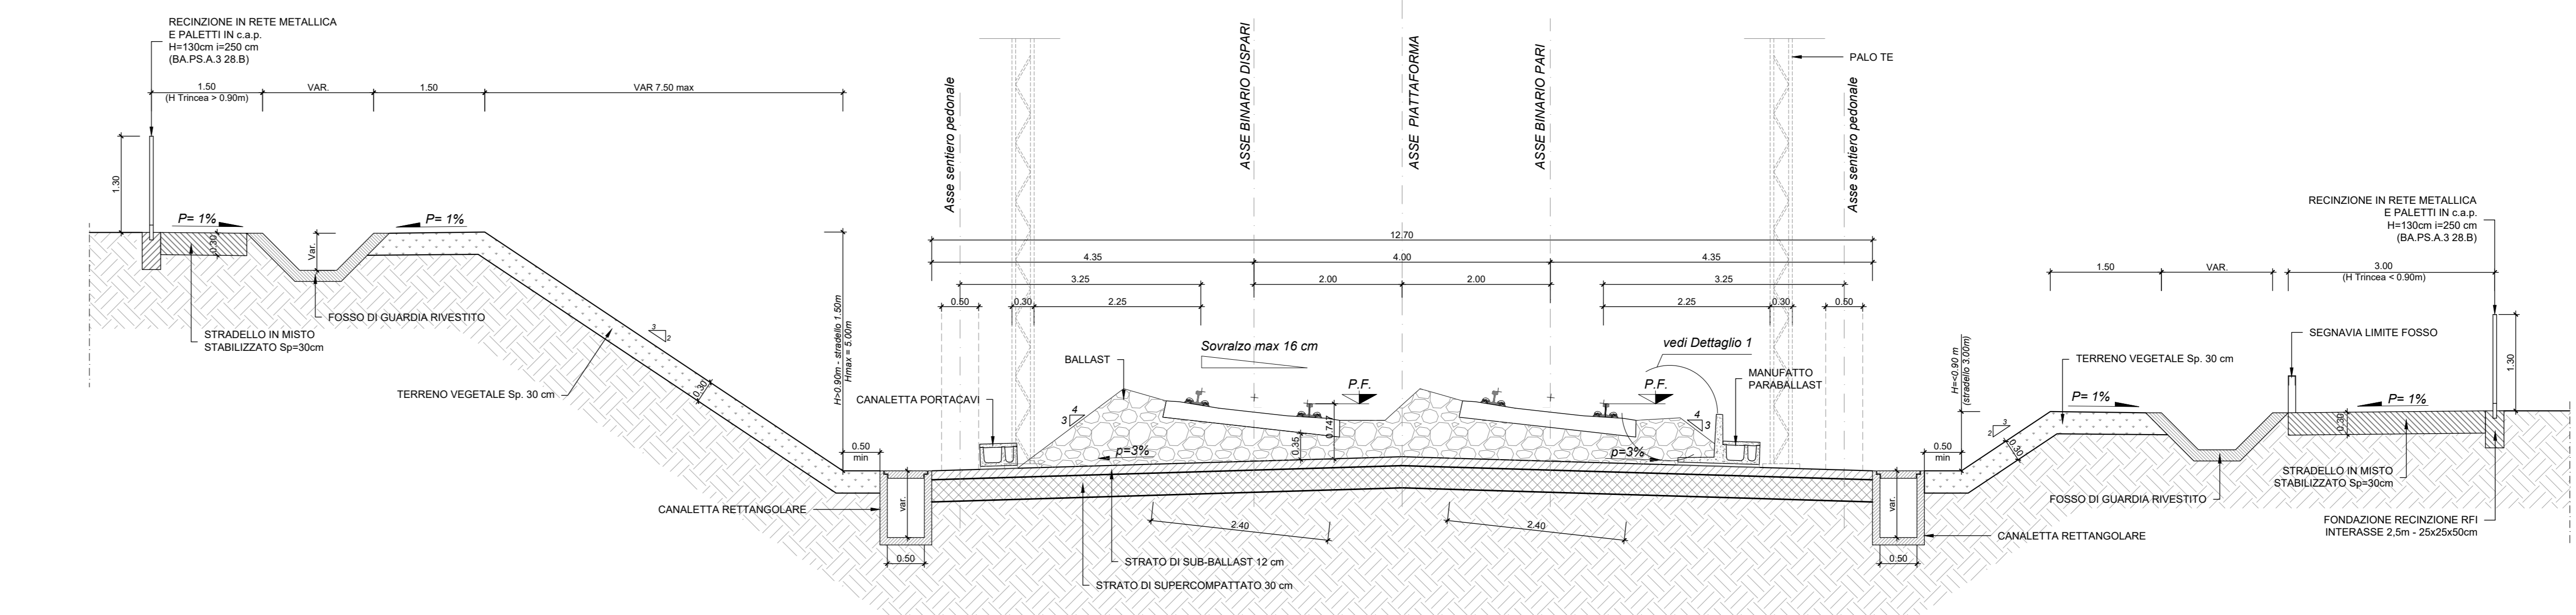 RECINZIONE IN RETE METALLICA
E PALETTI IN c.a.p.
H=130cm i=250 cm
(BA.PS.A.3 28.B)
1.50
(H Trincea > 0.90m)
VAR.
1.50
VAR 7.50 max
1.30
P= 1%
P= 1%
0.30
Var.
FOSSO DI GUARDIA RIVESTITO
STRADELLO IN MISTO
STABILIZZATO Sp=30cm
TERRENO VEGETALE Sp. 30 cm
0.30
3
2
H>0.90m - stradello 1.50m
Hmax = 5.00m
0.50
min
CANALETTA PORTACAVI
CANALETTA RETTANGOLARE
var.
0.50
Asse sentiero pedonale
ASSE BINARIO DISPARI
ASSE PIATTAFORMA
ASSE BINARIO PARI
PALO TE
Asse sentiero pedonale
12.70
4.35
4.00
4.35
3.25
2.00
2.00
3.25
0.50
0.30
2.25
2.25
0.30
0.50
BALLAST
Sovralzo max 16 cm
vedi Dettaglio 1
P.F.
P.F.
MANUFATTO
PARABALLAST
4
3
4
3
0.35
0.747
p=3%
p=3%
2.40
2.40
STRATO DI SUB-BALLAST 12 cm
STRATO DI SUPERCOMPATTATO 30 cm
var.
0.50
CANALETTA RETTANGOLARE
0.50
min
H=<0.90 m
(stradello 3.00m)
3
2
0.30
1.50
VAR.
3.00
(H Trincea < 0.90m)
RECINZIONE IN RETE METALLICA
E PALETTI IN c.a.p.
H=130cm i=250 cm
(BA.PS.A.3 28.B)
SEGNAVIA LIMITE FOSSO
TERRENO VEGETALE Sp. 30 cm
1.30
P= 1%
P= 1%
0.30
STRADELLO IN MISTO
STABILIZZATO Sp=30cm
FOSSO DI GUARDIA RIVESTITO
FONDAZIONE RECINZIONE RFI
INTERASSE 2,5m - 25x25x50cm